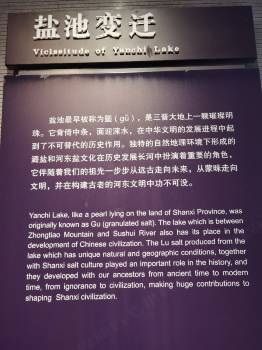 盐池变迁
Vicissitude of Yanchi Lake
盐池最早被称为盬(gǔ)，是三晋大地上一颗璀璨明
珠。它背倚中条，面迎涑水，在中华文明的发展进程中起
到了不可替代的历史作用。独特的自然地理环境下形成的
潞盐和河东盐文化在历史发展长河中扮演着重要的角色，
它伴随着我们的祖先一步步从远古走向未来，从蒙昧走向
文明，并在构建古老的河东文明中功不可没。
Yanchi Lake, like a pearl lying on the land of Shanxi Province, was
originally known as Gu (granulated salt). The lake which is between
Zhongtiao Mountain and Sushui River also has its place in the
development of Chinese civilization. The Lu salt produced from the
lake which has unique natural and geographic conditions, together
with Shanxi salt culture played an important role in the history, and
they developed with our ancestors from ancient time to modern
time, from ignorance to civilization, making huge contributions to
shaping Shanxi civilization.